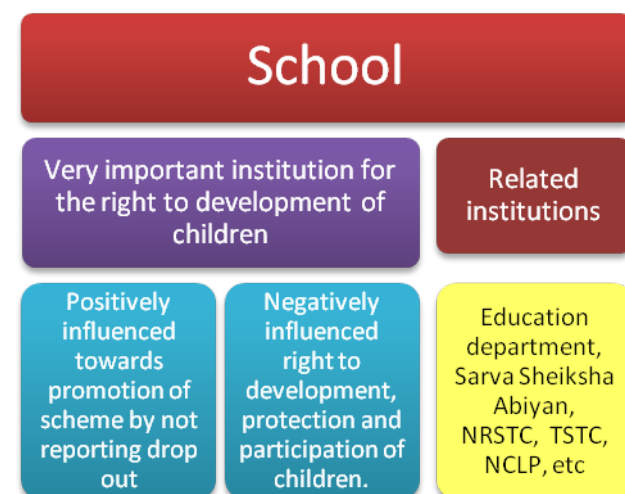 School
Very important institution for
the right to development of
children
Related
institutions
Positively
influenced
towards
promotion of
scheme by not
reporting drop
out
Negatively
influenced
right to
development,
protection and
participation of
children.
Education
department,
Sarva Sheiksha
Abiyan,
NRSTC, TSTC,
NCLP, etc